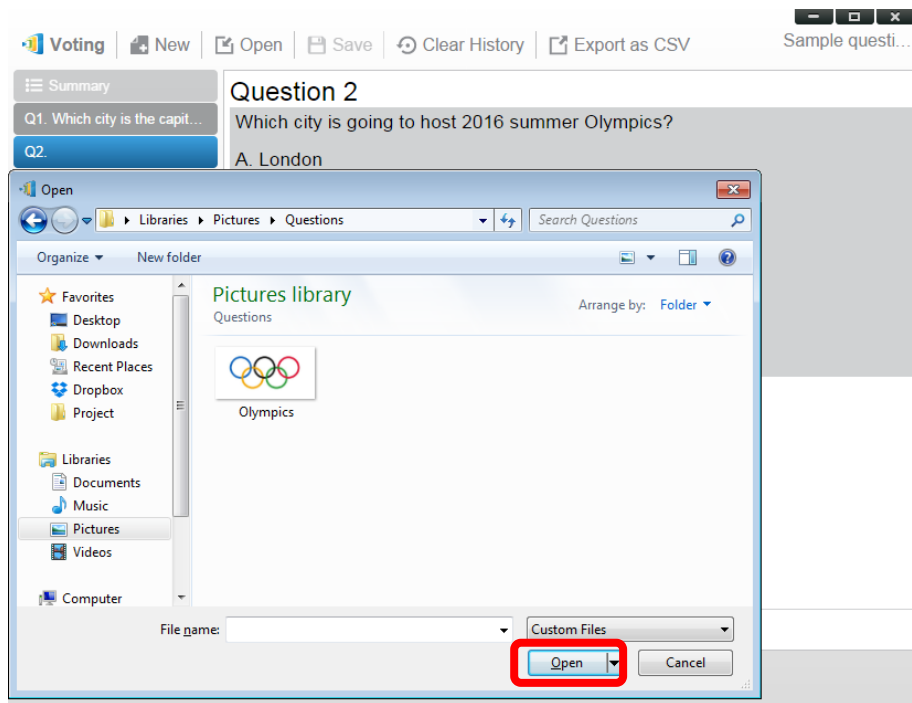 Voting New Open Save Clear History Export as CSV Sample questi...
Summary
Q1. Which city is the capit...
Q2.
Question 2
Which city is going to host 2016 summer Olympics?
A. London
Open
Libraries Pictures Questions Search Questions
Organize New folder
Favorites
Desktop
Downloads
Recent Places
Dropbox
Project
Libraries
Documents
Music
Pictures
Videos
Computer
Pictures library
Questions
Arrange by: Folder
Olympics
File name: Custom Files
Open Cancel